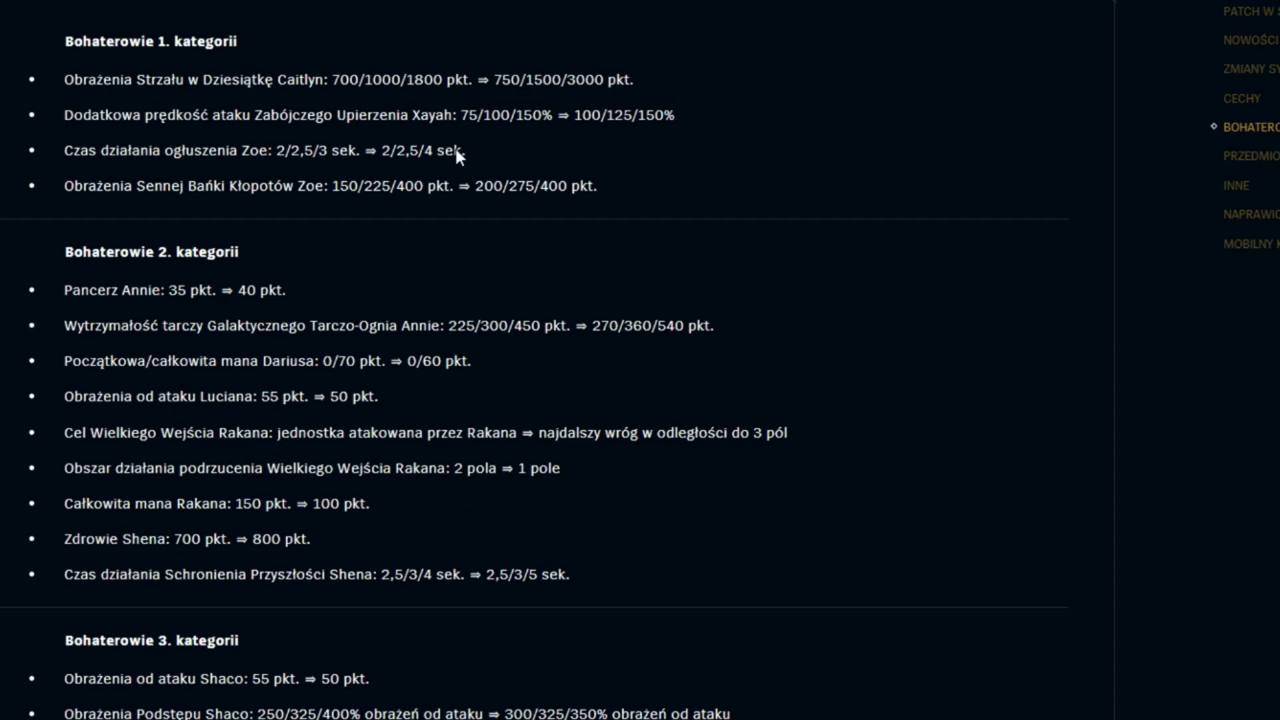 Bohaterowie 1. kategorii
• Obrażenia Strzału w Dziesiątkę Caitlyn: 700/1000/1800 pkt. ⇒ 750/1500/3000 pkt.
• Dodatkowa prędkość ataku Zabójczego Upierzenia Xayah: 75/100/150% ⇒ 100/125/150%
• Czas działania ogłuszenia Zoe: 2/2,5/3 sek. ⇒ 2/2,5/4 sek.
• Obrażenia Sennej Bańki Kłopotów Zoe: 150/225/400 pkt. ⇒ 200/275/400 pkt.
Bohaterowie 2. kategorii
• Pancerz Annie: 35 pkt. ⇒ 40 pkt.
• Wytrzymałość tarczy Galaktycznego Tarczo-Ognia Annie: 225/300/450 pkt. ⇒ 270/360/540 pkt.
• Początkowa/całkowita mana Dariusa: 0/70 pkt. ⇒ 0/60 pkt.
• Obrażenia od ataku Luciana: 55 pkt. ⇒ 50 pkt.
• Cel Wielkiego Wejścia Rakana: jednostka atakowana przez Rakana ⇒ najdalszy wróg w odległości do 3 pól
• Obszar działania podrzucenia Wielkiego Wejścia Rakana: 2 pola ⇒ 1 pole
• Całkowita mana Rakana: 150 pkt. ⇒ 100 pkt.
• Zdrowie Shena: 700 pkt. ⇒ 800 pkt.
• Czas działania Schronienia Przyszłości Shena: 2,5/3/4 sek. ⇒ 2,5/3/5 sek.
Bohaterowie 3. kategorii
• Obrażenia od ataku Shaco: 55 pkt. ⇒ 50 pkt.
• Obrażenia Podstępu Shaco: 250/325/400% obrażeń od ataku ⇒ 300/325/350% obrażeń od ataku
PATCH W
NOWOŚCI
ZMIANY
CECHY
BOHATERO
PRZEDMIO
INNE
NAPRAWIO
MOBILNY